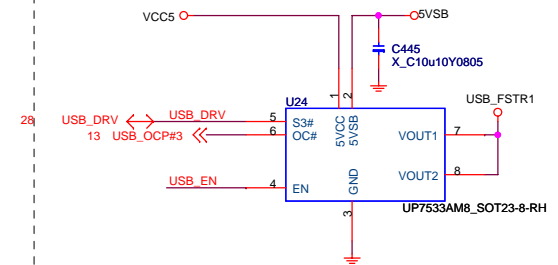 VCC5
5VSB
C445
X_C10u10Y0805
1
2
U24
USB_FSTR1
5VCC
5VSB
28
USB_DRV
USB_DRV
5
S3#
13
USB_OCP#3
6
OC#
VOUT1
7
VOUT2
8
USB_EN
4
EN
GND
3
UP7533AM8_SOT23-8-RH